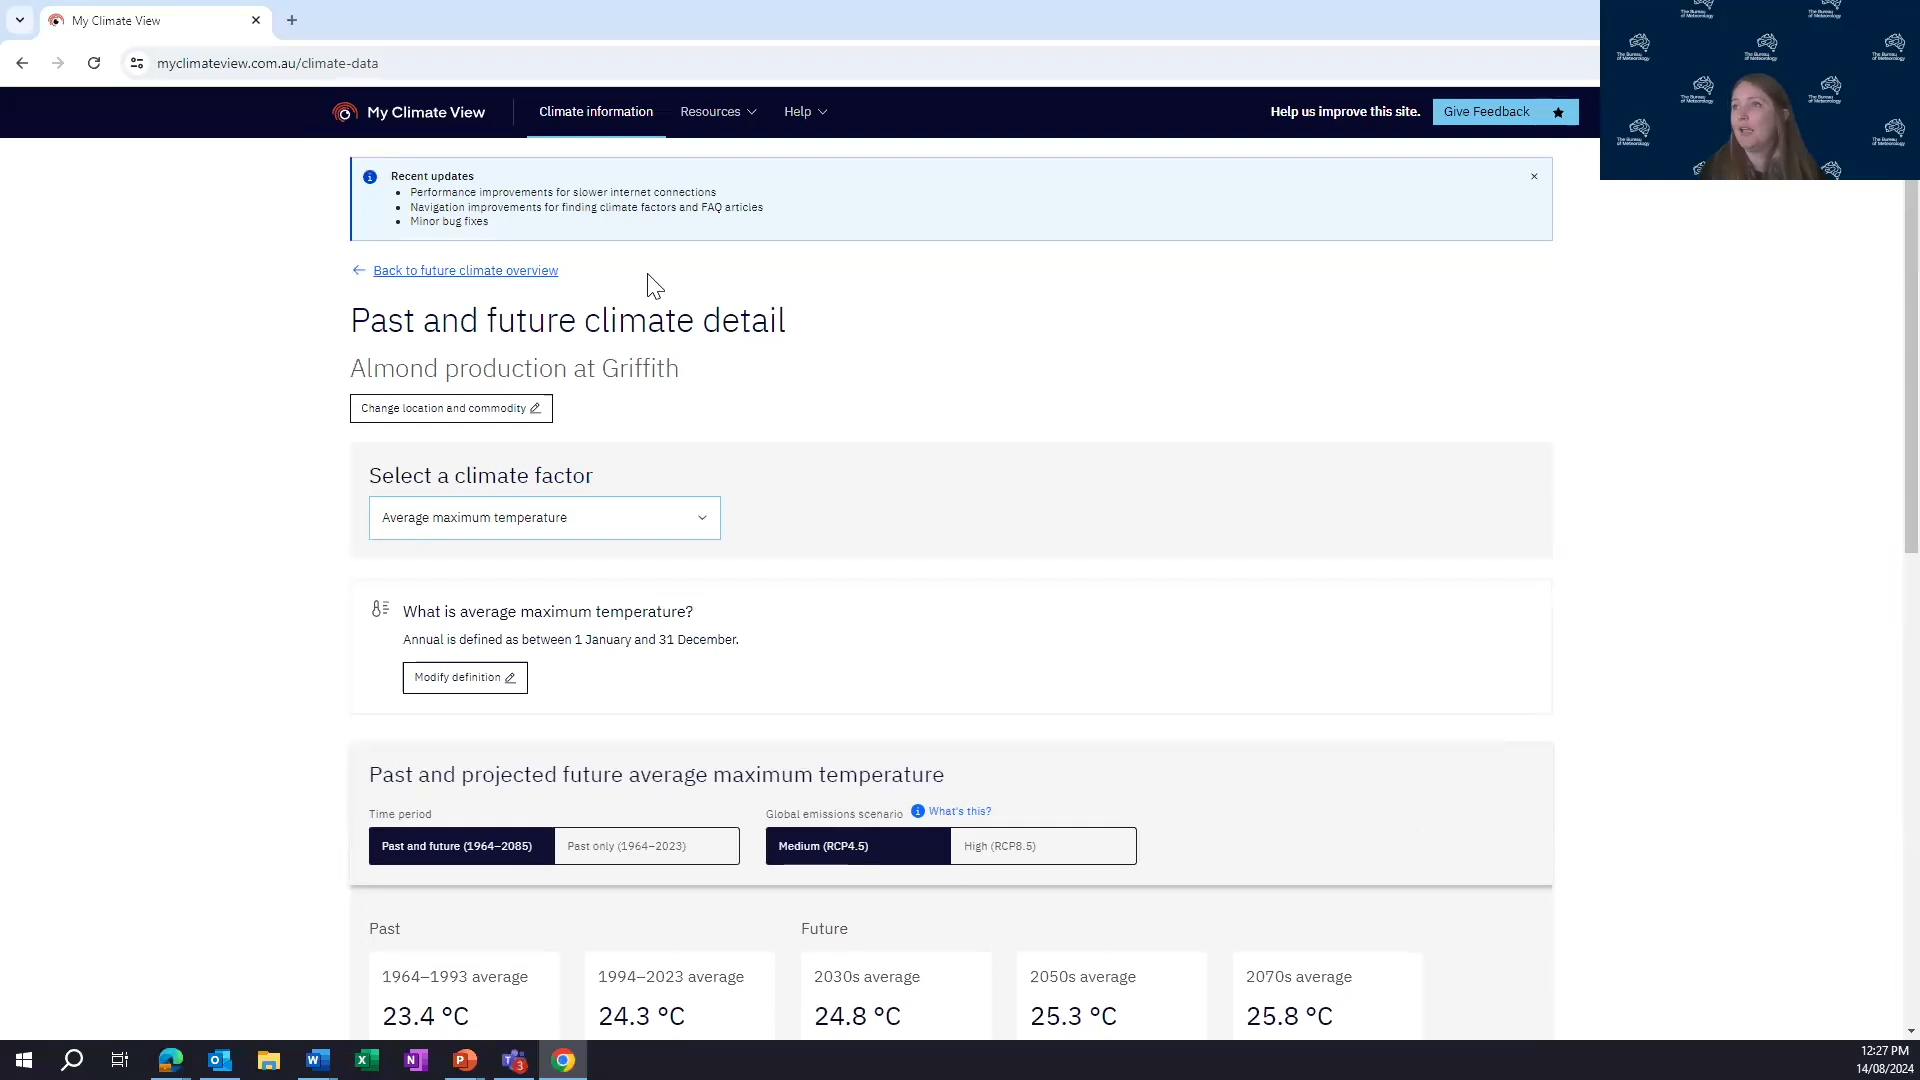 My Climate View
myclimateview.com.au/climate-data
My Climate View
Climate information
Resources
Help
Help us improve this site.
Give Feedback
The Bureau of Meteorology
Recent updates
Performance improvements for slower internet connections
Navigation improvements for finding climate factors and FAQ articles
Minor bug fixes
Back to future climate overview
Past and future climate detail
Almond production at Griffith
Change location and commodity
Select a climate factor
Average maximum temperature
What is average maximum temperature?
Annual is defined as between 1 January and 31 December.
Modify definition
Past and projected future average maximum temperature
Time period
Global emissions scenario
What's this?
Past and future (1964–2085)
Past only (1964–2023)
Medium (RCP4.5)
High (RCP8.5)
Past
Future
1964–1993 average
1994–2023 average
2030s average
2050s average
2070s average
23.4 °C
24.3 °C
24.8 °C
25.3 °C
25.8 °C
12:27 PM
14/08/2024